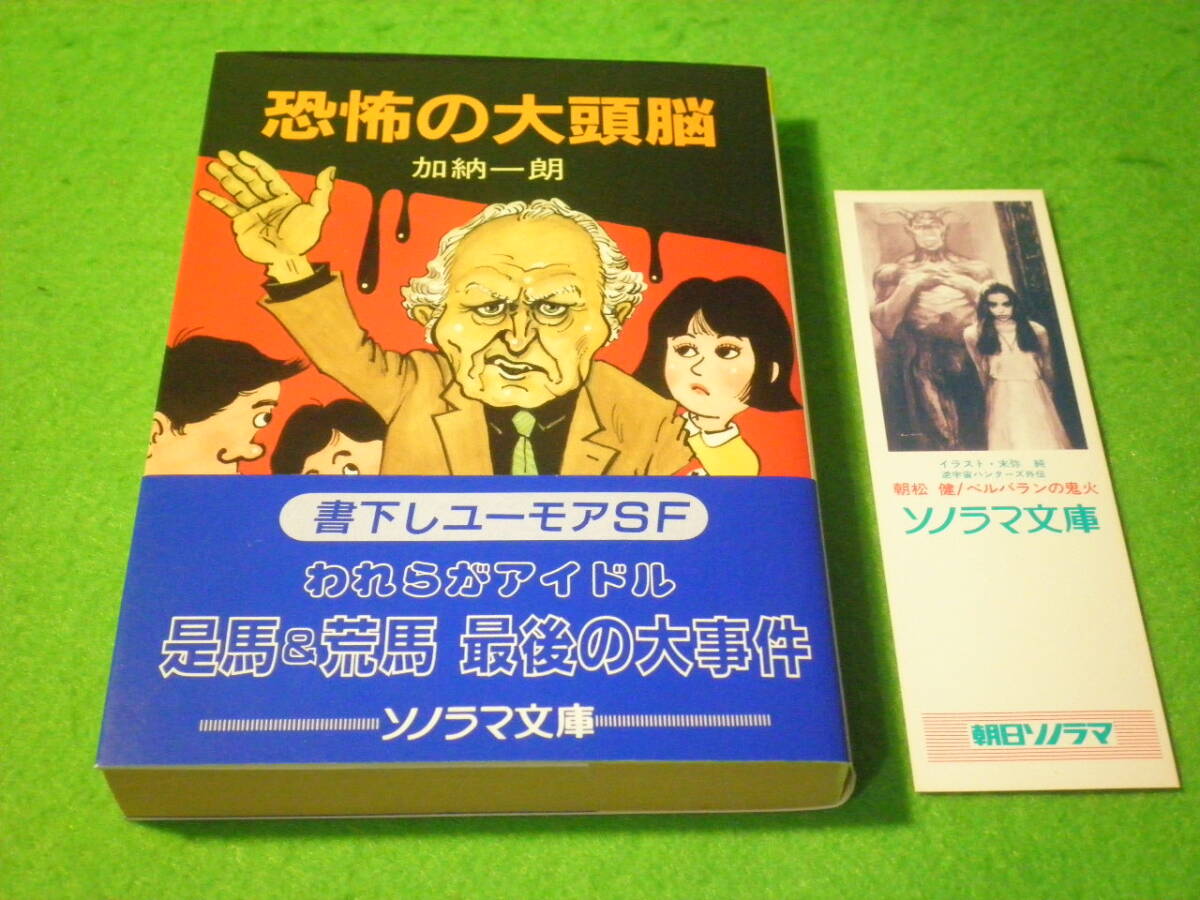 恐怖の大頭脳
加納一朗
書下しユーモアSF
われらがアイドル
是馬&荒馬 最後の大事件
ソノラマ文庫
イラスト・末弥 純
逆宇宙ハンターズ外伝
朝松 健/ベルバランの鬼火
ソノラマ文庫
朝日ソノラマ